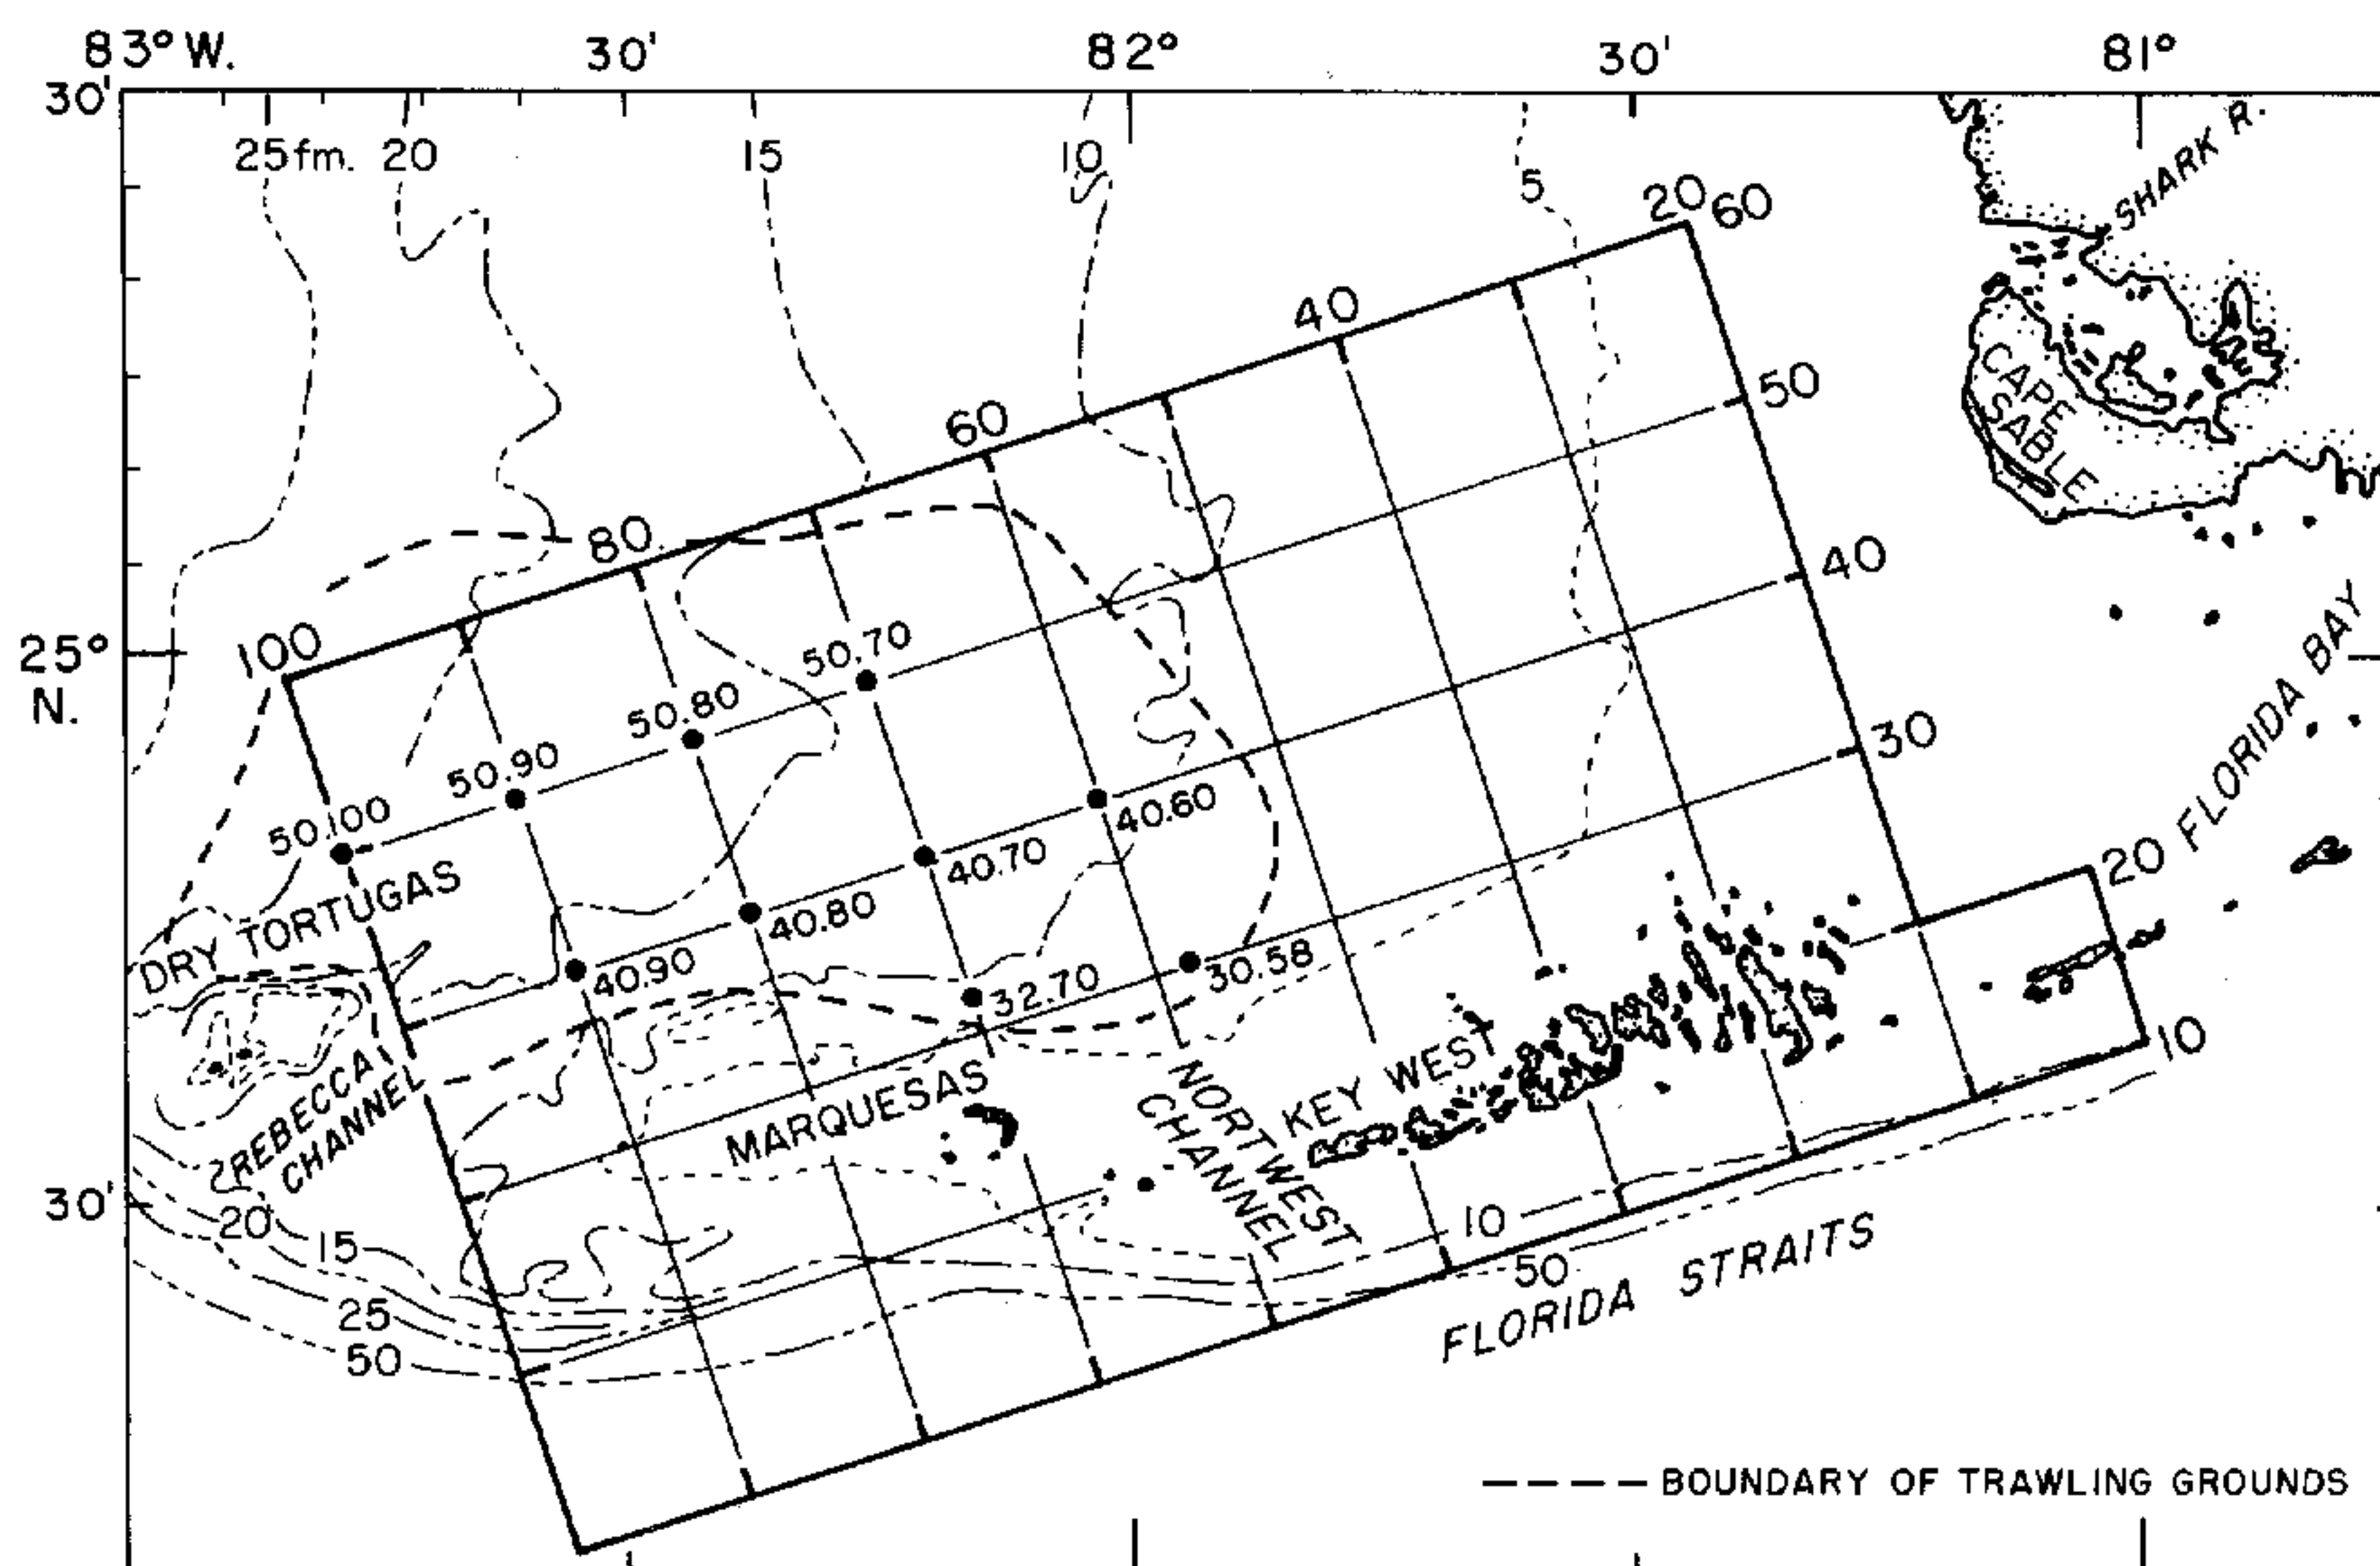 83° W.
30'
82°
30'
81°
30'
25 fm.
20
15
10
5
20
60
SHARK R.
40
CAPE
SABLE
50
60
80
100
40
25°
N.
50.70
50.80
50.90
50.100
30
FLORIDA BAY
40.60
40.70
40.80
40.90
20
DRY TORTUGAS
30.58
32.70
10
REBECCA
CHANNEL
MARQUESAS
NORTWEST
CHANNEL
KEY WEST
30'
20
15
25
50
10
50
FLORIDA STRAITS
BOUNDARY OF TRAWLING GROUNDS